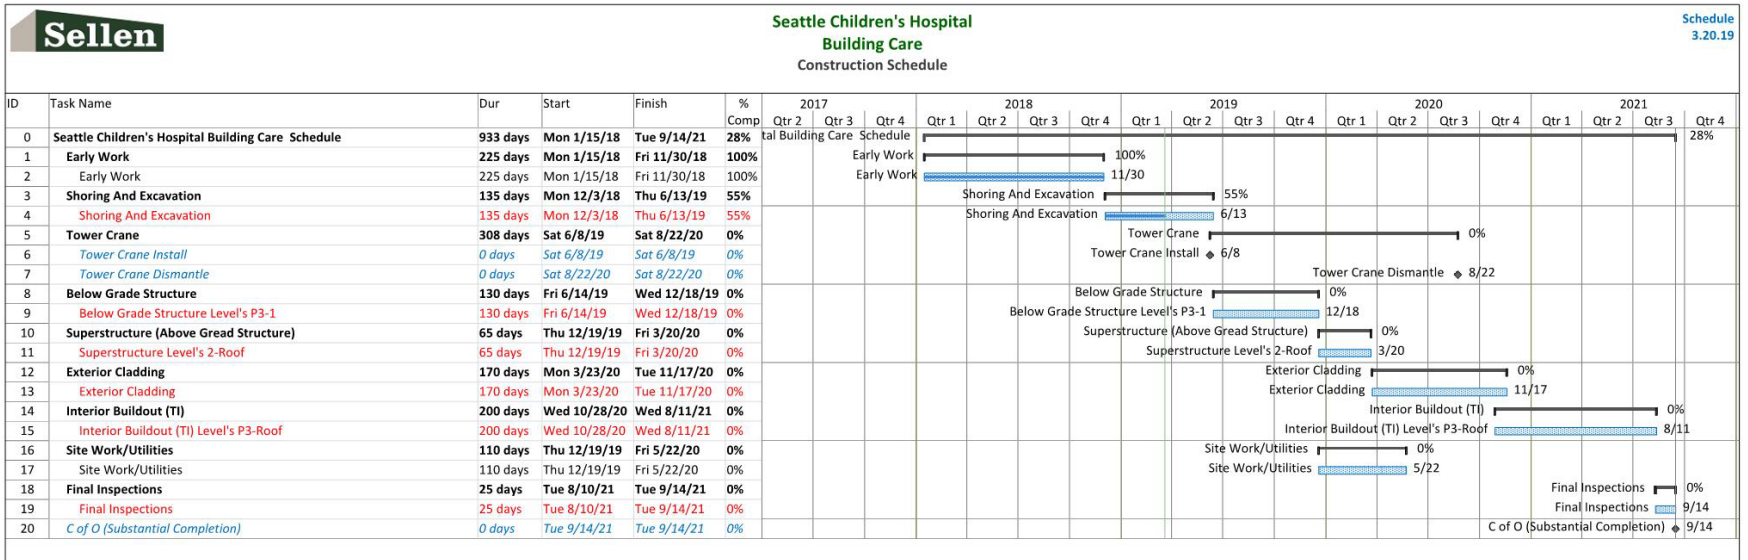 Sellen
Seattle Children's Hospital
Building Care
Construction Schedule
Schedule
3.20.19
ID Task Name Dur Start Finish % Comp
2017 2018 2019 2020 2021
Qtr 2 Qtr 3 Qtr 4 Qtr 1 Qtr 2 Qtr 3 Qtr 4 Qtr 1 Qtr 2 Qtr 3 Qtr 4 Qtr 1 Qtr 2 Qtr 3 Qtr 4 Qtr 1 Qtr 2 Qtr 3 Qtr 4
0 Seattle Children's Hospital Building Care Schedule 933 days Mon 1/15/18 Tue 9/14/21 28% tal Building Care Schedule 28%
1 Early Work 225 days Mon 1/15/18 Fri 11/30/18 100% Early Work 100%
2 Early Work 225 days Mon 1/15/18 Fri 11/30/18 100% Early Work 11/30
3 Shoring And Excavation 135 days Mon 12/3/18 Thu 6/13/19 55% Shoring And Excavation 55%
4 Shoring And Excavation 135 days Mon 12/3/18 Thu 6/13/19 55% Shoring And Excavation 6/13
5 Tower Crane 308 days Sat 6/8/19 Sat 8/22/20 0% Tower Crane 0%
6 Tower Crane Install 0 days Sat 6/8/19 Sat 6/8/19 0% Tower Crane Install 6/8
7 Tower Crane Dismantle 0 days Sat 8/22/20 Sat 8/22/20 0% Tower Crane Dismantle 8/22
8 Below Grade Structure 130 days Fri 6/14/19 Wed 12/18/19 0% Below Grade Structure 0%
9 Below Grade Structure Level's P3-1 130 days Fri 6/14/19 Wed 12/18/19 0% Below Grade Structure Level's P3-1 12/18
10 Superstructure (Above Gread Structure) 65 days Thu 12/19/19 Fri 3/20/20 0% Superstructure (Above Gread Structure) 0%
11 Superstructure Level's 2-Roof 65 days Thu 12/19/19 Fri 3/20/20 0% Superstructure Level's 2-Roof 3/20
12 Exterior Cladding 170 days Mon 3/23/20 Tue 11/17/20 0% Exterior Cladding 0%
13 Exterior Cladding 170 days Mon 3/23/20 Tue 11/17/20 0% Exterior Cladding 11/17
14 Interior Buildout (TI) 200 days Wed 10/28/20 Wed 8/11/21 0% Interior Buildout (TI) 0%
15 Interior Buildout (TI) Level's P3-Roof 200 days Wed 10/28/20 Wed 8/11/21 0% Interior Buildout (TI) Level's P3-Roof 8/11
16 Site Work/Utilities 110 days Thu 12/19/19 Fri 5/22/20 0% Site Work/Utilities 0%
17 Site Work/Utilities 110 days Thu 12/19/19 Fri 5/22/20 0% Site Work/Utilities 5/22
18 Final Inspections 25 days Tue 8/10/21 Tue 9/14/21 0% Final Inspections 0%
19 Final Inspections 25 days Tue 8/10/21 Tue 9/14/21 0% Final Inspections 9/14
20 C of O (Substantial Completion) 0 days Tue 9/14/21 Tue 9/14/21 0% C of O (Substantial Completion) 9/14